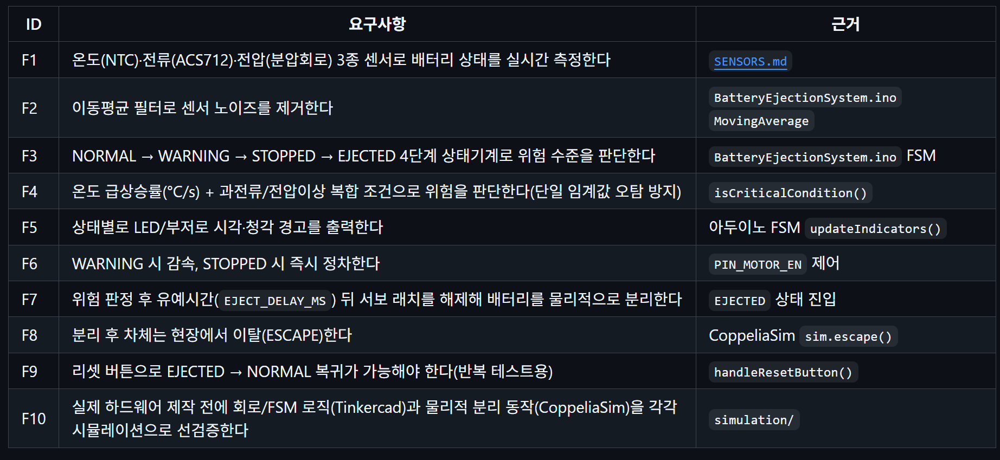 ID 요구사항 근거
F1 온도(NTC)·전류(ACS712)·전압(분압회로) 3종 센서로 배터리 상태를 실시간 측정한다 SENSORS.md
F2 이동평균 필터로 센서 노이즈를 제거한다 BatteryEjectionSystem.ino
MovingAverage
F3 NORMAL → WARNING → STOPPED → EJECTED 4단계 상태기계로 위험 수준을 판단한다 BatteryEjectionSystem.ino FSM
F4 온도 급상승률(°C/s) + 과전류/전압이상 복합 조건으로 위험을 판단한다(단일 임계값 오탐 방지) isCriticalCondition()
F5 상태별로 LED/부저로 시각·청각 경고를 출력한다 아두이노 FSM updateIndicators()
F6 WARNING 시 감속, STOPPED 시 즉시 정차한다 PIN_MOTOR_EN 제어
F7 위험 판정 후 유예시간(EJECT_DELAY_MS) 뒤 서보 래치를 해제해 배터리를 물리적으로 분리한다 EJECTED 상태 진입
F8 분리 후 차체는 현장에서 이탈(ESCAPE)한다 CoppeliaSim sim.escape()
F9 리셋 버튼으로 EJECTED → NORMAL 복귀가 가능해야 한다(반복 테스트용) handleResetButton()
F10 실제 하드웨어 제작 전에 회로/FSM 로직(Tinkercad)과 물리적 분리 동작(CoppeliaSim)을 각각
시뮬레이션으로 선검증한다 simulation/